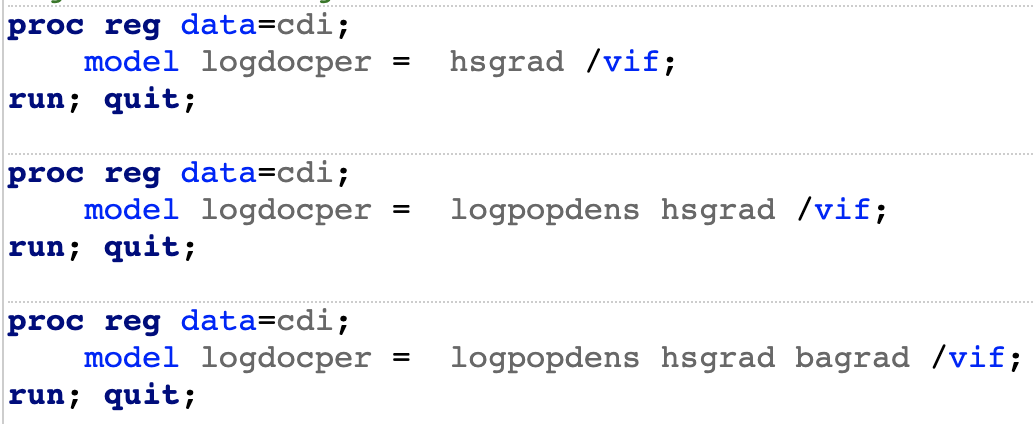 proc reg data=cdi;
    model logdocper =  hsgrad /vif;
run; quit;
proc reg data=cdi;
    model logdocper =  logpopdens hsgrad /vif;
run; quit;
proc reg data=cdi;
    model logdocper =  logpopdens hsgrad bagrad /vif;
run; quit;